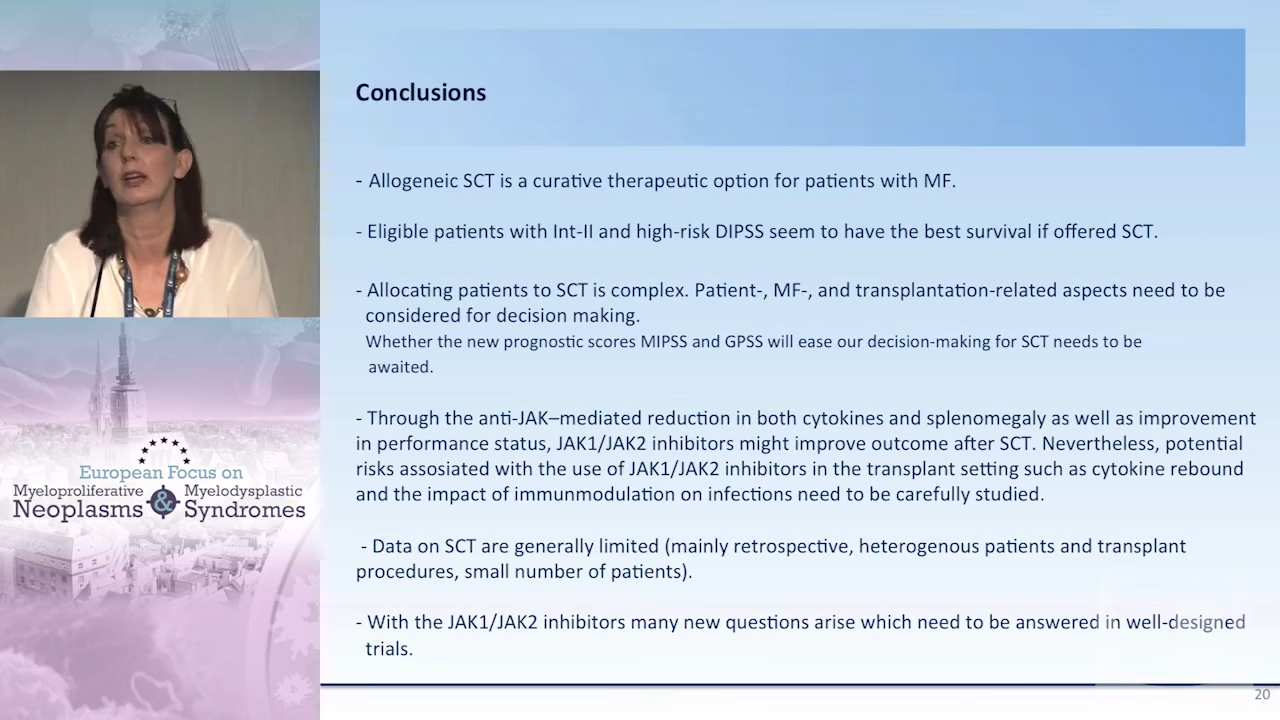 Conclusions
- Allogeneic SCT is a curative therapeutic option for patients with MF.
- Eligible patients with Int-II and high-risk DIPSS seem to have the best survival if offered SCT.
- Allocating patients to SCT is complex. Patient-, MF-, and transplantation-related aspects need to be
considered for decision making.
Whether the new prognostic scores MIPSS and GPSS will ease our decision-making for SCT needs to be
awaited.
- Through the anti-JAK–mediated reduction in both cytokines and splenomegaly as well as improvement
in performance status, JAK1/JAK2 inhibitors might improve outcome after SCT. Nevertheless, potential
risks assosiated with the use of JAK1/JAK2 inhibitors in the transplant setting such as cytokine rebound
and the impact of immunmodulation on infections need to be carefully studied.
- Data on SCT are generally limited (mainly retrospective, heterogenous patients and transplant
procedures, small number of patients).
- With the JAK1/JAK2 inhibitors many new questions arise which need to be answered in well-designed
trials.
20
European Focus on
Myeloproliferative & Myelodysplastic
Neoplasms Syndromes